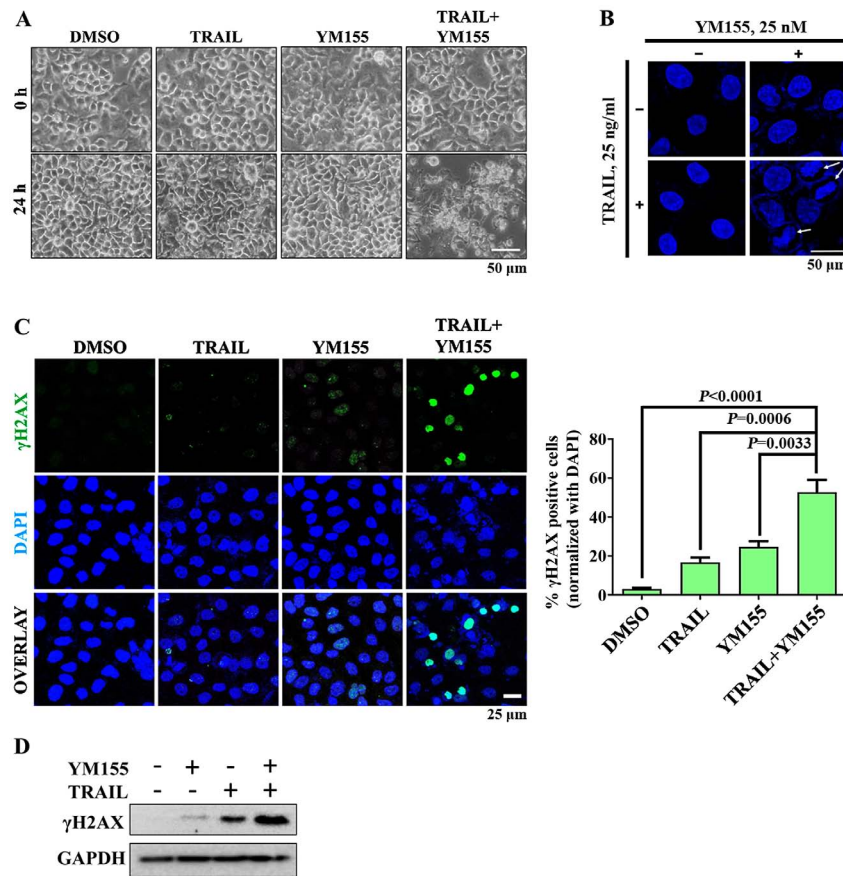 A
DMSO TRAIL YM155 TRAIL+
YM155
0 h
24 h
50 μm
B
YM155, 25 nM
− +
TRAIL, 25 ng/ml
−
+
50 μm
C
DMSO TRAIL YM155 TRAIL+
YM155
γH2AX
DAPI
OVERLAY
25 μm
% γH2AX positive cells
(normalized with DAPI)
P<0.0001
P=0.0006
P=0.0033
80
60
40
20
0
DMSO
TRAIL
YM155
TRAIL+YM155
D
YM155 - + - +
TRAIL - - + +
γH2AX
GAPDH